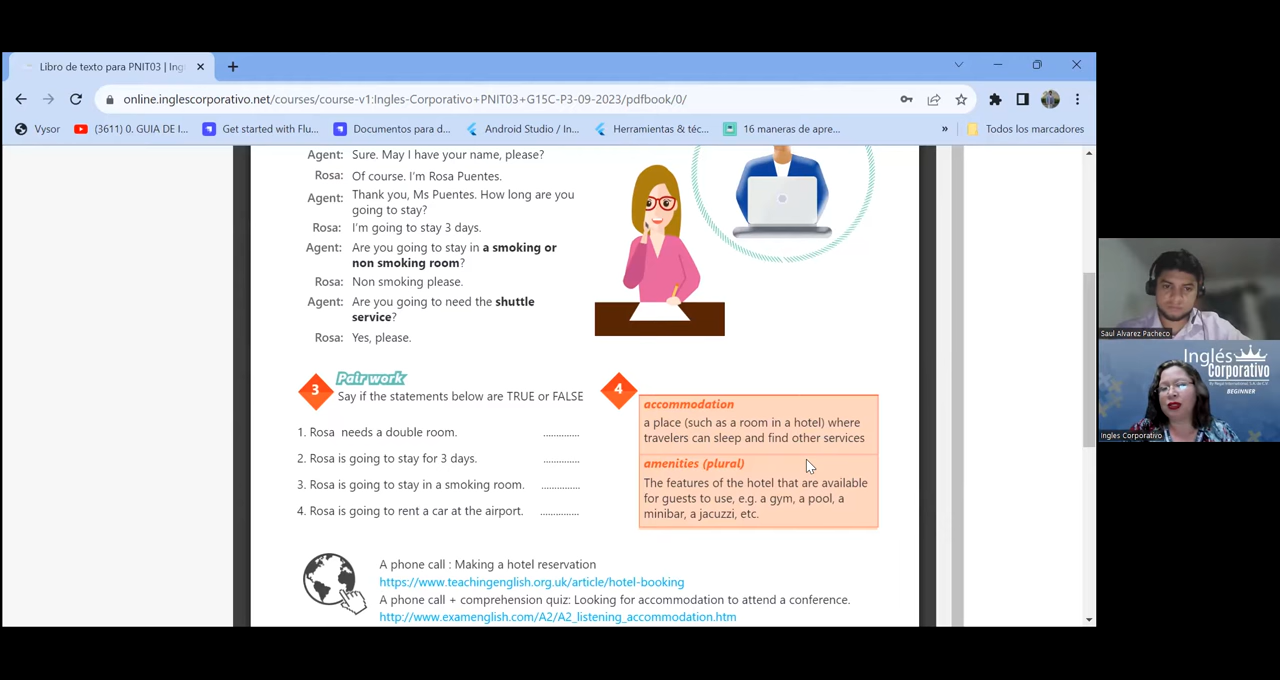 Libro de texto para PNIT03 | Ing
online.inglescorporativo.net/courses/course-v1:Ingles-Corporativo+PNIT03+G15C-P3-09-2023/pdfbook/0/
Vysor
(3611) 0. GUIA DE I...
Get started with Flu...
Documentos para d...
Android Studio / In...
Herramientas & téc...
16 maneras de apre...
»
Todos los marcadores
Agent: Sure. May I have your name, please?
Rosa: Of course. I'm Rosa Puentes.
Agent: Thank you, Ms Puentes. How long are you
going to stay?
Rosa: I'm going to stay 3 days.
Agent: Are you going to stay in a smoking or
non smoking room?
Rosa: Non smoking please.
Agent: Are you going to need the shuttle
service?
Rosa: Yes, please.
3
Pair work
Say if the statements below are TRUE or FALSE
1. Rosa needs a double room. .............
2. Rosa is going to stay for 3 days. .............
3. Rosa is going to stay in a smoking room. ..............
4. Rosa is going to rent a car at the airport. ..............
4
accommodation
a place (such as a room in a hotel) where
travelers can sleep and find other services
amenities (plural)
The features of the hotel that are available
for guests to use, e.g. a gym, a pool, a
minibar, a jacuzzi, etc.
A phone call : Making a hotel reservation
https://www.teachingenglish.org.uk/article/hotel-booking
A phone call + comprehension quiz: Looking for accommodation to attend a conference.
http://www.examenglish.com/A2/A2_listening_accommodation.htm
Saul Alvarez Pacheco
Inglés
Corporativo
By Regal International, S.A. de C.V.
BEGINNER
Ingles Corporativo